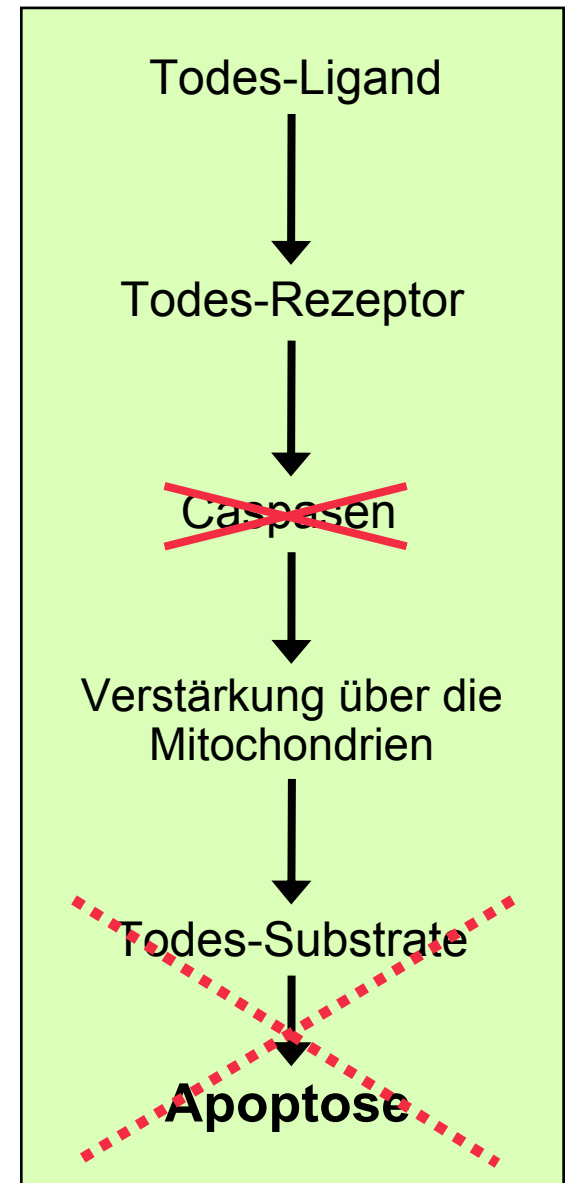 Todes-Ligand
Todes-Rezeptor
Caspasen
Verstärkung über die
Mitochondrien
Todes-Substrate
Apoptose